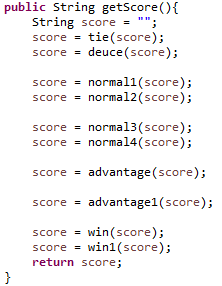 public String getScore(){
    String score = "";
    score = tie(score);
    score = deuce(score);

    score = normal1(score);
    score = normal2(score);

    score = normal3(score);
    score = normal4(score);

    score = advantage(score);

    score = advantage1(score);

    score = win(score);
    score = win1(score);
    return score;
}